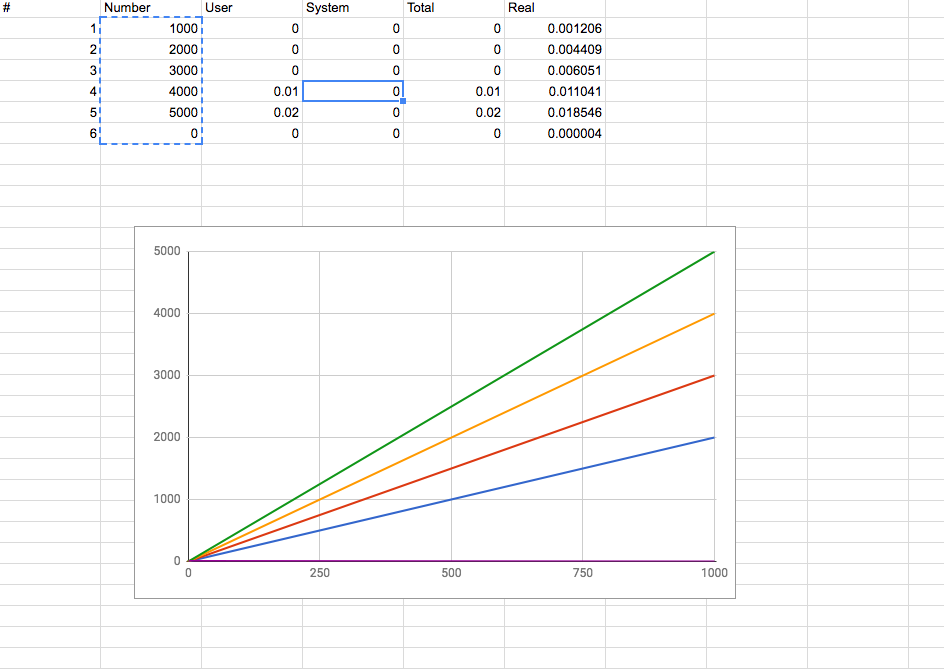 # Number User System Total Real
1 1000 0 0 0 0.001206
2 2000 0 0 0 0.004409
3 3000 0 0 0 0.006051
4 4000 0.01 0 0.01 0.011041
5 5000 0.02 0 0.02 0.018546
6 0 0 0 0 0.000004
5000
4000
3000
2000
1000
0
0 250 500 750 1000